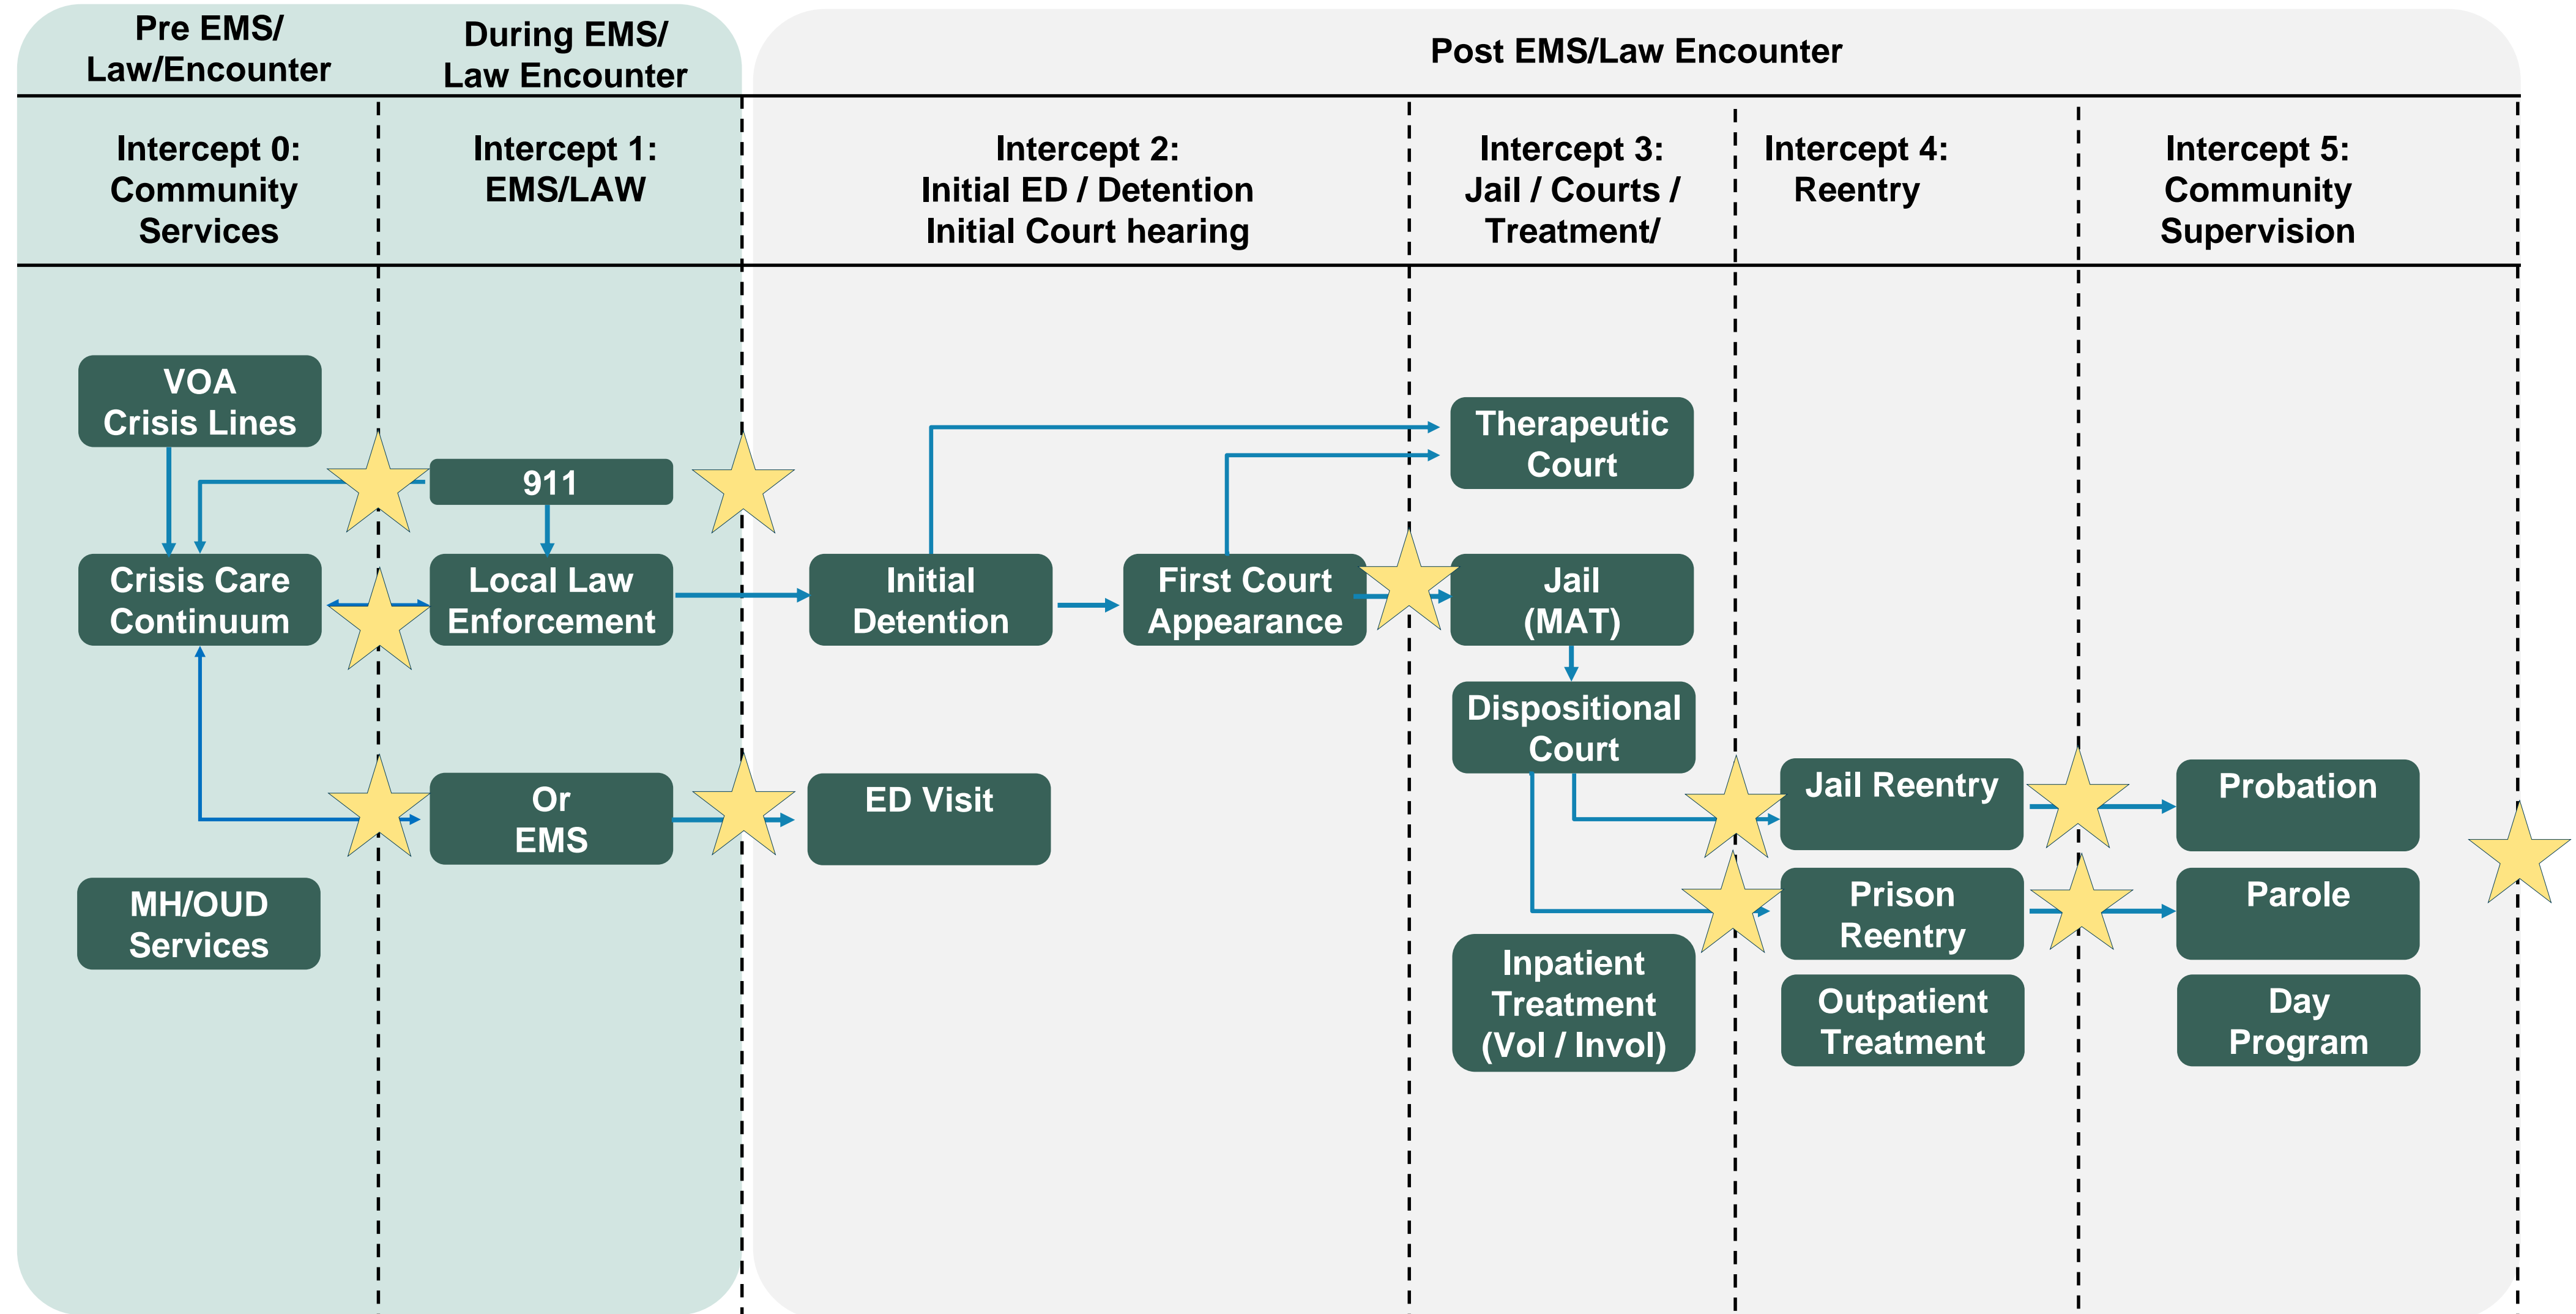 Pre EMS/
Law/Encounter
During EMS/
Law Encounter
Post EMS/Law Encounter
Intercept 0:
Community
Services
Intercept 1:
EMS/LAW
Intercept 2:
Initial ED / Detention
Initial Court hearing
Intercept 3:
Jail / Courts /
Treatment/
Intercept 4:
Reentry
Intercept 5:
Community
Supervision
VOA
Crisis Lines
911
Therapeutic
Court
Crisis Care
Continuum
Local Law
Enforcement
Initial
Detention
First Court
Appearance
Jail
(MAT)
Dispositional
Court
Or
EMS
ED Visit
Jail Reentry
Probation
MH/OUD
Services
Prison
Reentry
Parole
Inpatient
Treatment
(Vol / Invol)
Outpatient
Treatment
Day
Program